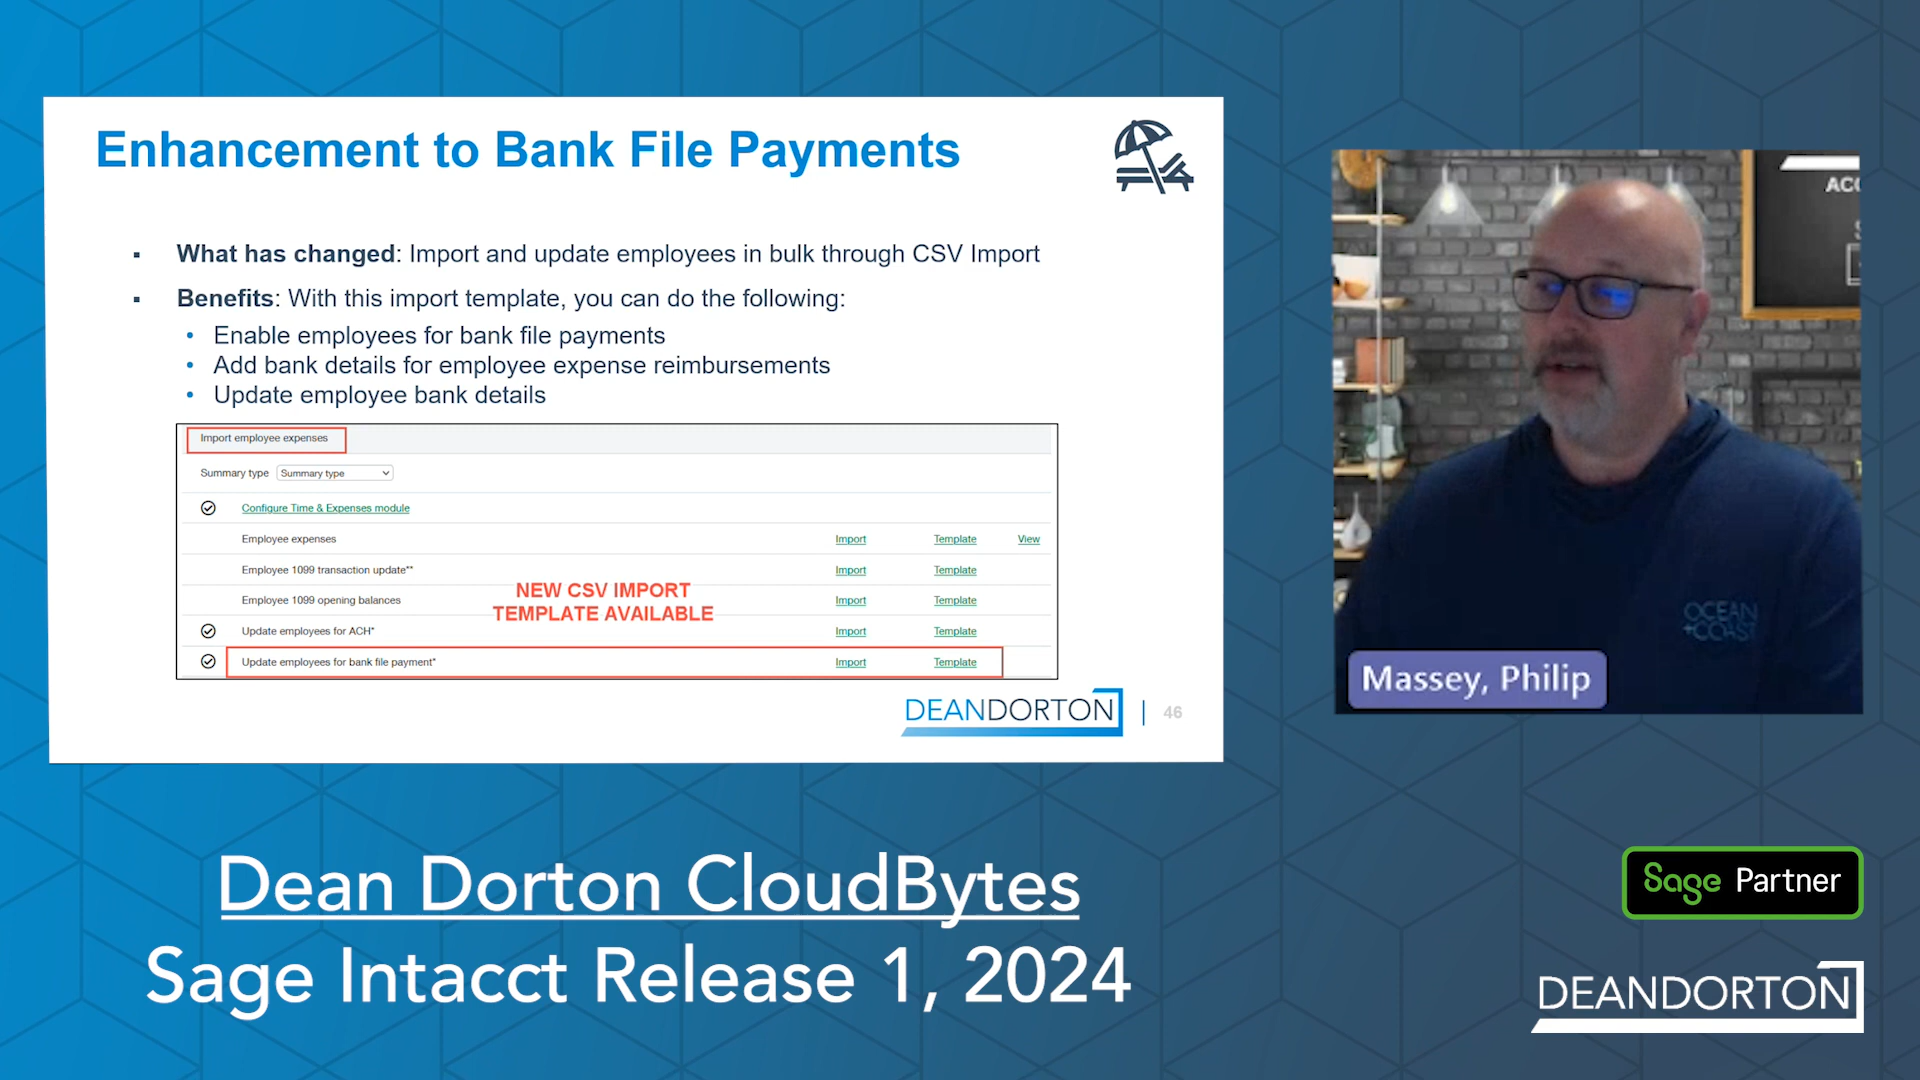 Enhancement to Bank File Payments
What has changed: Import and update employees in bulk through CSV Import
Benefits: With this import template, you can do the following:
Enable employees for bank file payments
Add bank details for employee expense reimbursements
Update employee bank details
Import employee expenses
Summary type Summary type
Configure Time & Expenses module
Employee expenses Import Template View
Employee 1099 transaction update** Import Template
NEW CSV IMPORT
TEMPLATE AVAILABLE
Employee 1099 opening balances Import Template
Update employees for ACH* Import Template
Update employees for bank file payment* Import Template
DEANDORTON | 46
OCEAN
+COAST
Massey, Philip
Dean Dorton CloudBytes
Sage Intacct Release 1, 2024
Sage Partner
DEANDORTON